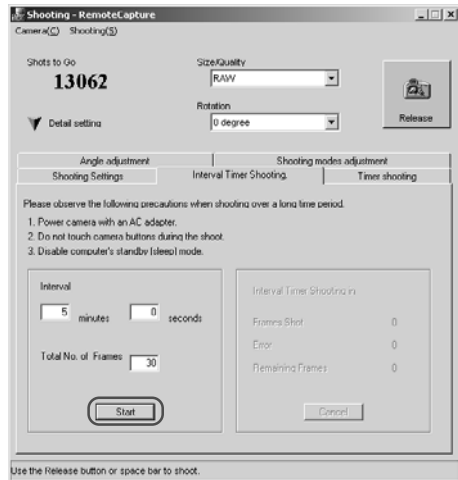 Shooting - RemoteCapture
Camera(C) Shooting(S)
Shots to Go
13062
Size/Quality
RAW
Rotation
0 degree
Detail setting
Release
Angle adjustment
Shooting modes adjustment
Shooting Settings
Interval Timer Shooting.
Timer shooting
Please observe the following precautions when shooting over a long time period.
1. Power camera with an AC adapter.
2. Do not touch camera buttons during the shoot.
3. Disable computer's standby (sleep) mode.
Interval
5 minutes 0 seconds
Total No. of Frames 30
Start
Interval Timer Shooting in
Frames Shot 0
Error 0
Remaining Frames 0
Cancel
Use the Release button or space bar to shoot.